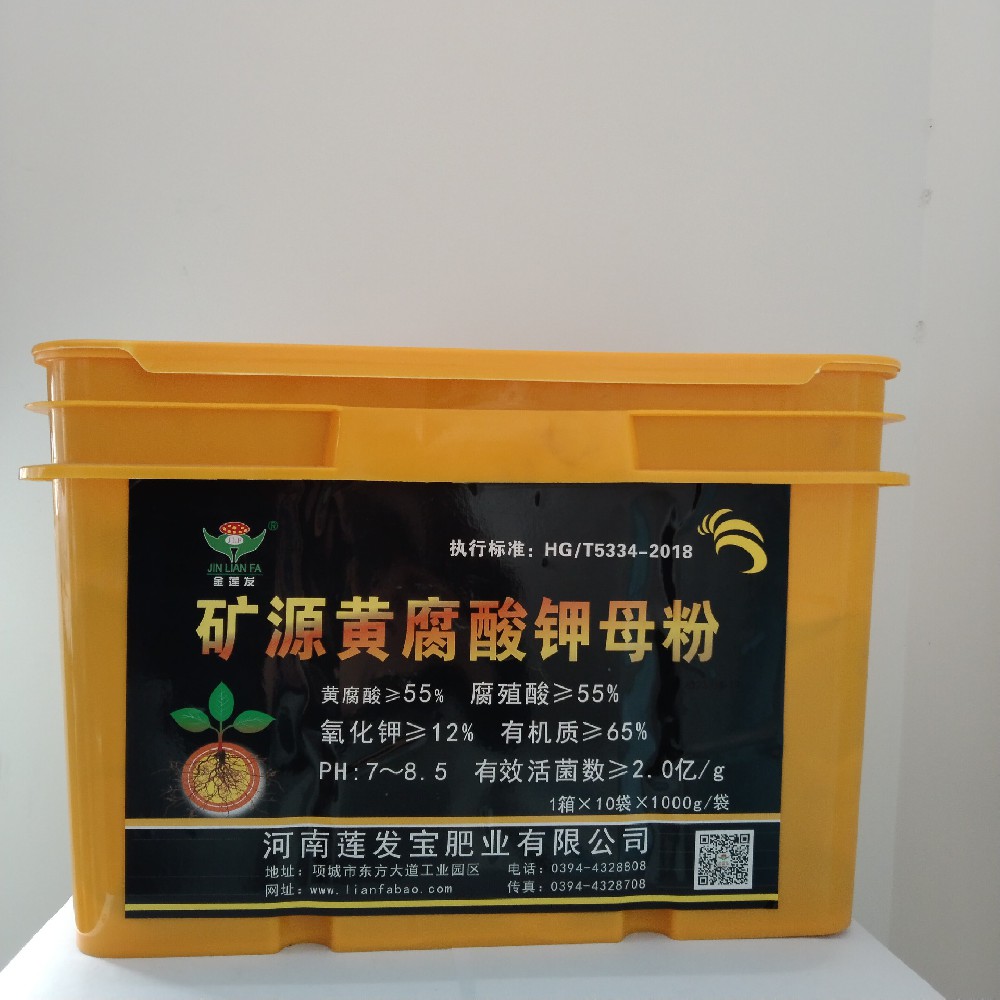 执行标准：HG/T5334-2018
®
JIN LIAN FA
金莲发
矿源黄腐酸钾母粉
黄腐酸≥55% 腐殖酸≥55%
氧化钾≥12% 有机质≥65%
PH:7～8.5 有效活菌数≥2.0亿/g
1箱×10袋×1000g/袋
河南莲发宝肥业有限公司
地址：项城市东方大道工业园区 电话：0394-4328808
网址：www.lianfabao.com 传真：0394-4328708